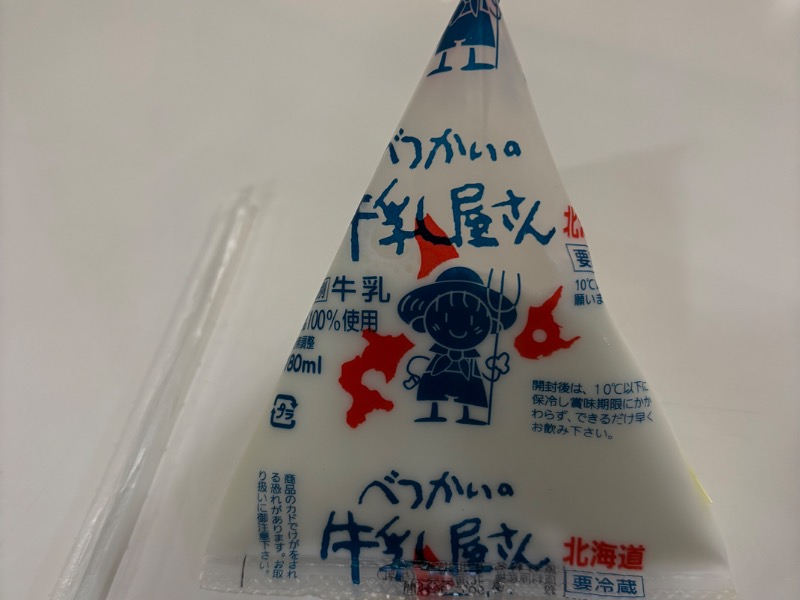 べつかいの
牛乳屋さん
北
要
10℃
願いま
牛乳
100%使用
80ml
プラ
開封後は、10℃以下に
保冷し賞味期限にかか
わらず、できるだけ早く
お飲み下さい。
商品のカドでけがをされ
る恐れがあります。お取
り扱いに御注意下さい。
べつかいの
牛乳屋さん
北海道
要冷蔵